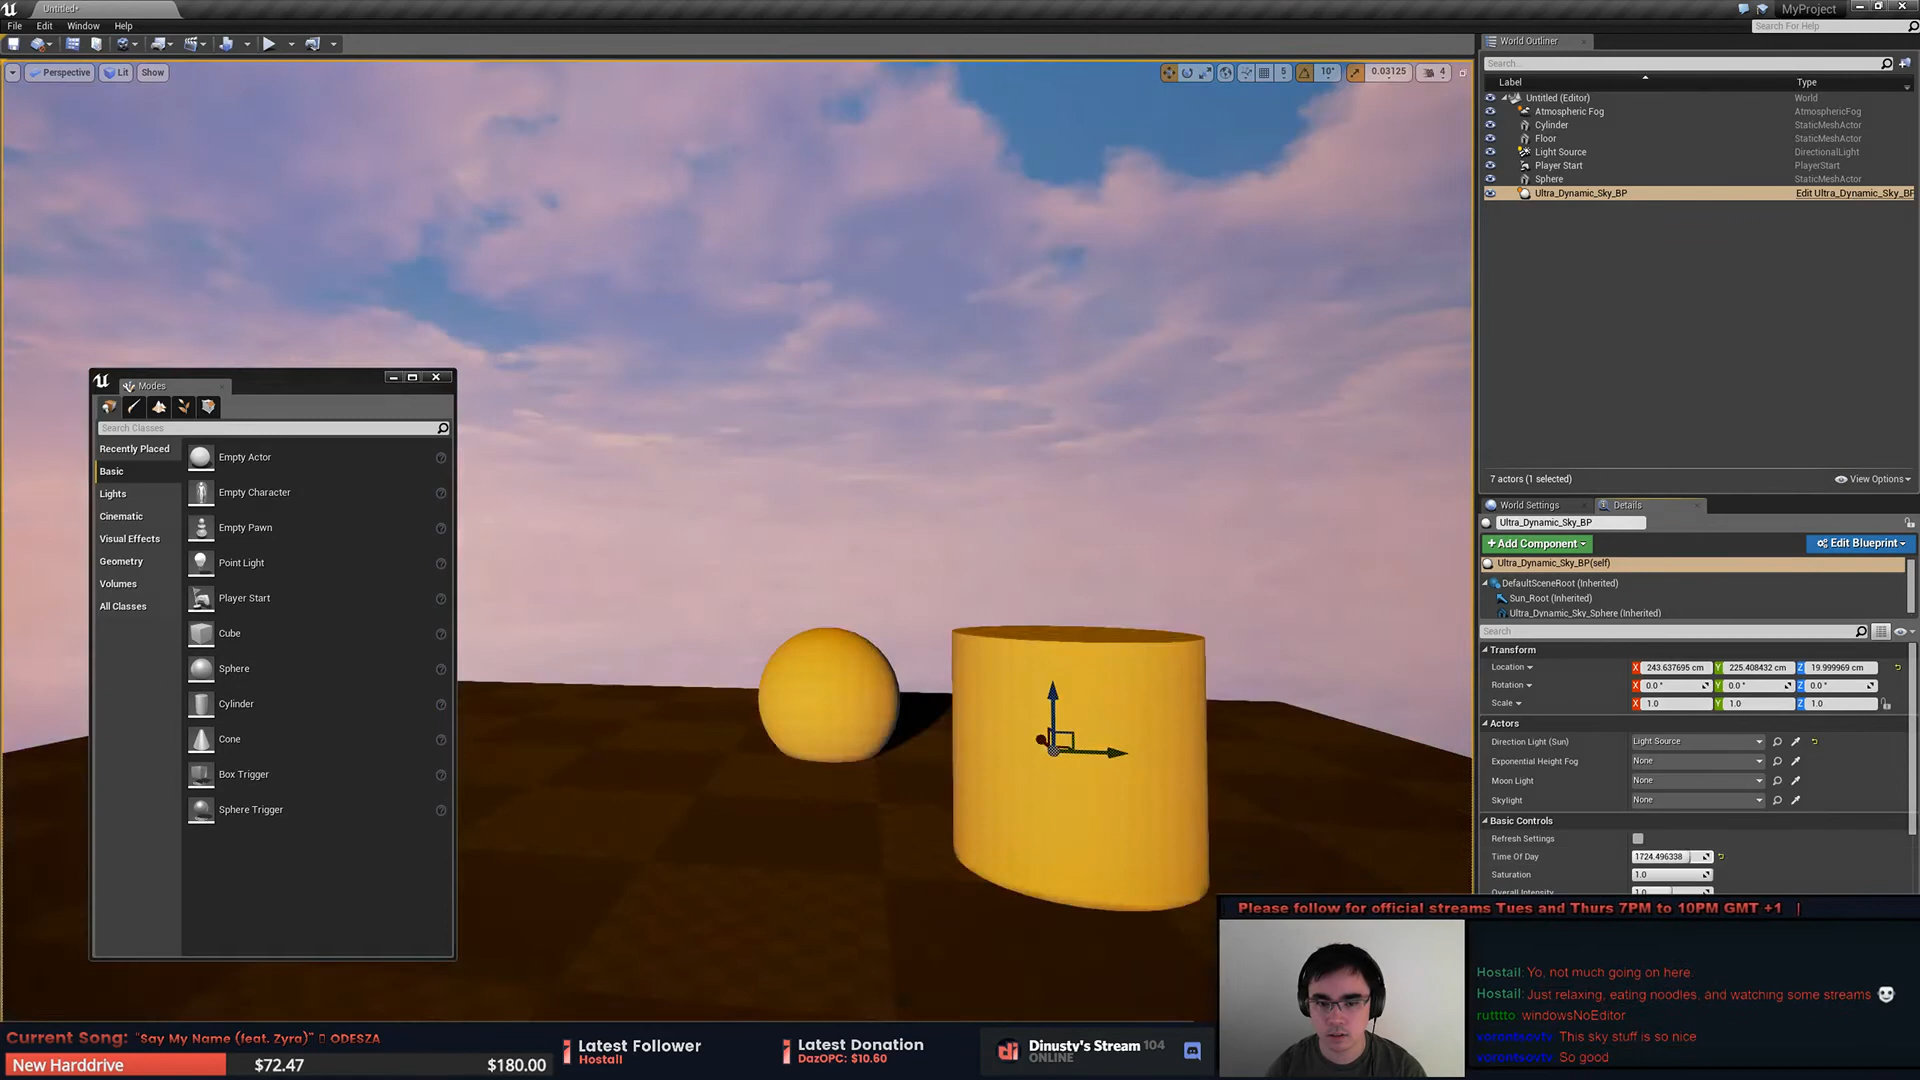 Untitled*
MyProject
File Edit Window Help
Search For Help
Perspective Lit Show
5 10° 0.03125 4
World Outliner
Search...
Label Type
Untitled (Editor) World
Atmospheric Fog AtmosphericFog
Cylinder StaticMeshActor
Floor StaticMeshActor
Light Source DirectionalLight
Player Start PlayerStart
Sphere StaticMeshActor
Ultra_Dynamic_Sky_BP Edit Ultra_Dynamic_Sky_BP
7 actors (1 selected) View Options
Modes
Search Classes
Recently Placed
Basic
Lights
Cinematic
Visual Effects
Geometry
Volumes
All Classes
Empty Actor
Empty Character
Empty Pawn
Point Light
Player Start
Cube
Sphere
Cylinder
Cone
Box Trigger
Sphere Trigger
World Settings Details
Ultra_Dynamic_Sky_BP
+Add Component Edit Blueprint
Ultra_Dynamic_Sky_BP(self)
DefaultSceneRoot (Inherited)
Sun_Root (Inherited)
Ultra_Dynamic_Sky_Sphere (Inherited)
Search
Transform
Location X 243.637695 cm Y 225.408432 cm Z 19.999969 cm
Rotation X 0.0 ° Y 0.0 ° Z 0.0 °
Scale X 1.0 Y 1.0 Z 1.0
Actors
Direction Light (Sun) Light Source
Exponential Height Fog None
Moon Light None
Skylight None
Basic Controls
Refresh Settings
Time Of Day 1724.496338
Saturation 1.0
Overall Intensity 1.0
Please follow for official streams Tues and Thurs 7PM to 10PM GMT +1 |
Hostail: Yo, not much going on here.
Hostail: Just relaxing, eating noodles, and watching some streams
rutttto: windowsNoEditor
vorontsovtv: This sky stuff is so nice
vorontsovtv: So good
Current Song: "Say My Name (feat. Zyra)" ODESZA
New Harddrive $72.47 $180.00
Latest Follower
Hostail
Latest Donation
DazOPC: $10.60
Dinusty's Stream 104
ONLINE